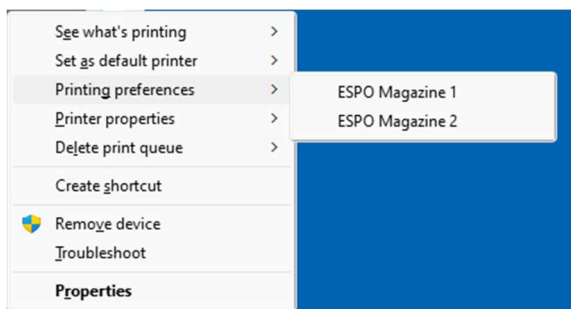 See what's printing
Set as default printer
Printing preferences
ESPO Magazine 1
Printer properties
ESPO Magazine 2
Delete print queue
Create shortcut
Remove device
Troubleshoot
Properties